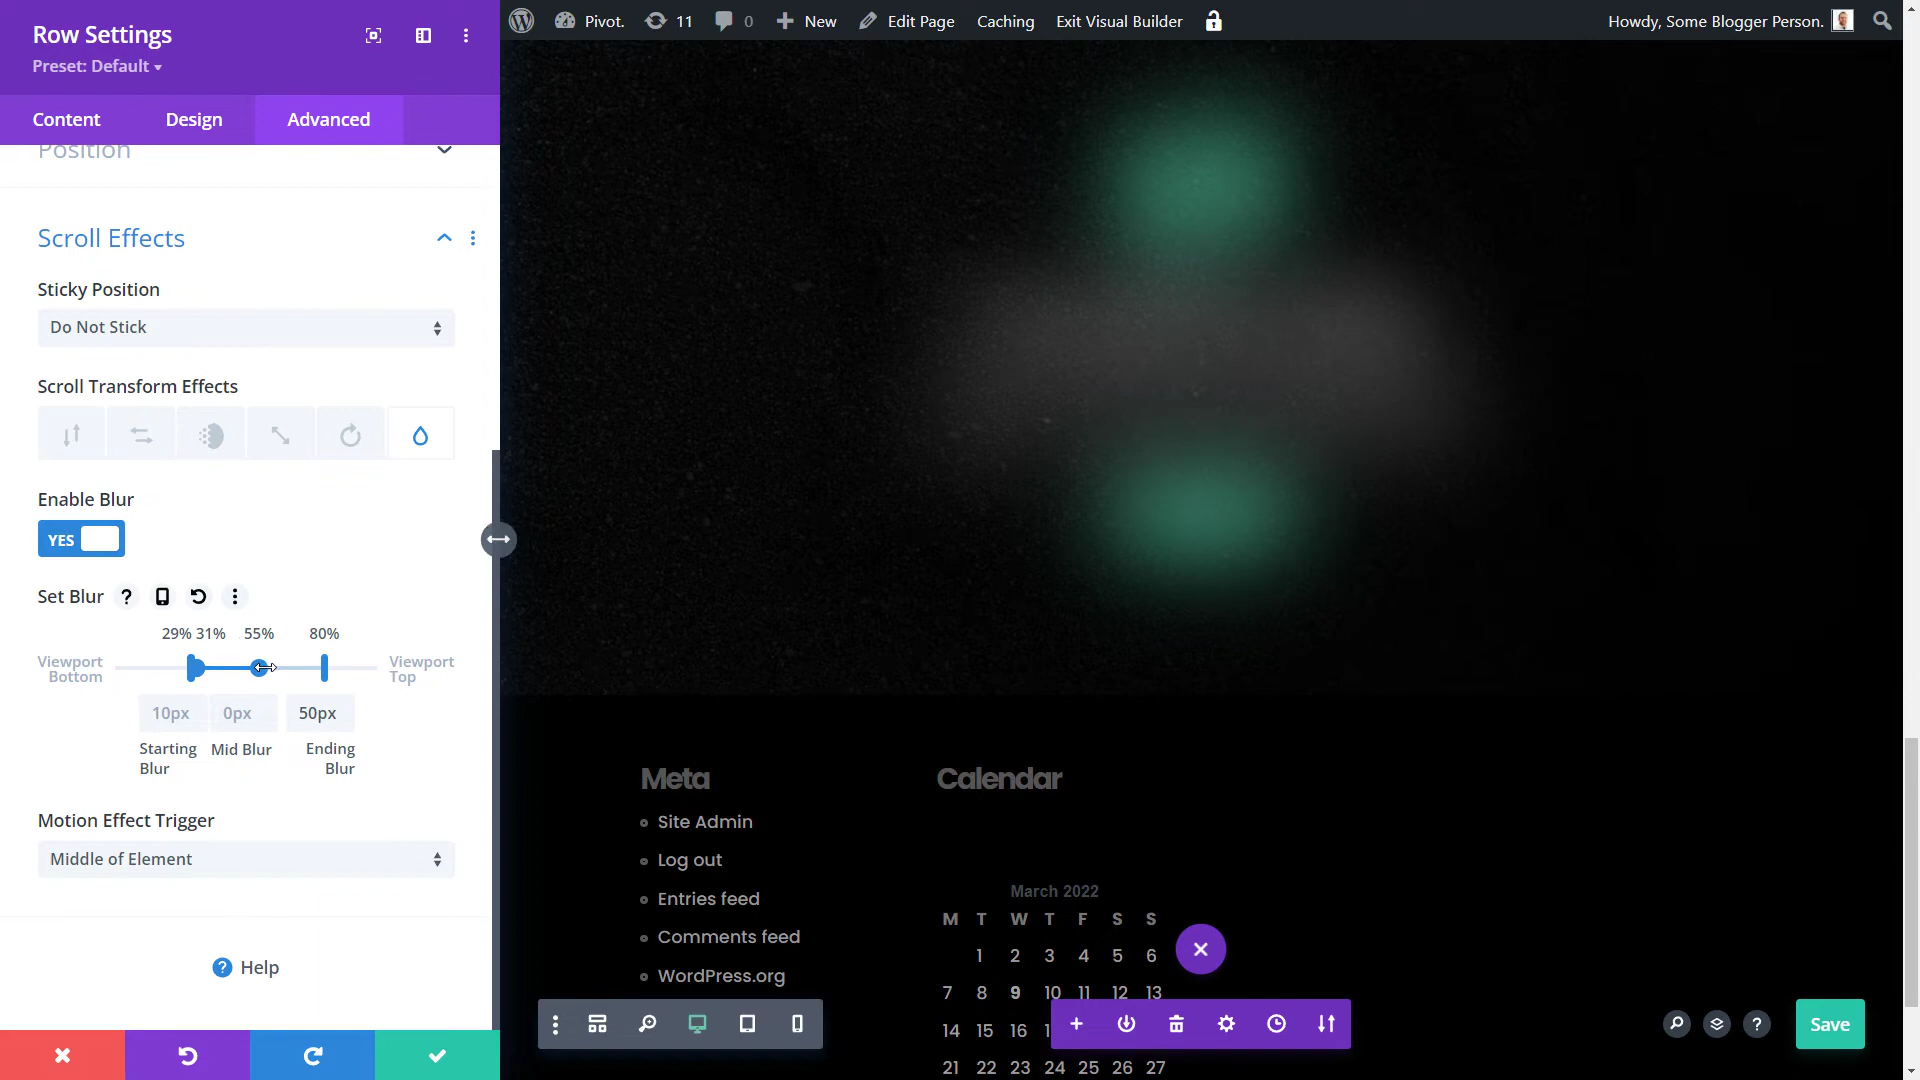 Row Settings
Preset: Default
Content Design Advanced
Position
Scroll Effects
Sticky Position
Do Not Stick
Scroll Transform Effects
Enable Blur
YES
Set Blur ?
29% 31% 55% 80%
Viewport Bottom
Viewport Top
10px 0px 50px
Starting Blur
Mid Blur
Ending Blur
Motion Effect Trigger
Middle of Element
? Help
Pivot. 11 0 New Edit Page Caching Exit Visual Builder
Howdy, Some Blogger Person.
Meta
Site Admin
Log out
Entries feed
Comments feed
WordPress.org
Calendar
March 2022
M T W T F S S
1 2 3 4 5 6
7 8 9 10 11 12 13
14 15 16
21 22 23 24 25 26 27
?
Save